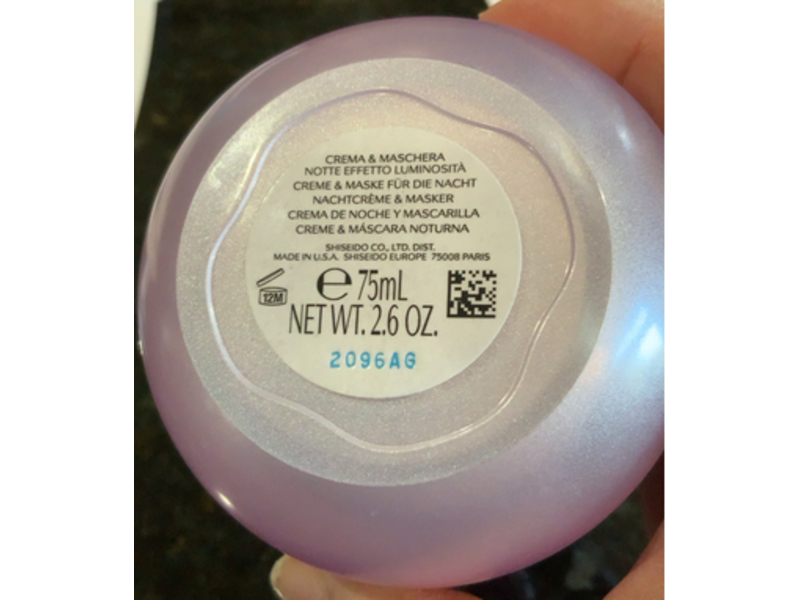 CREMA & MASCHERA
NOTTE EFFETTO LUMINOSITÀ
CREME & MASKE FÜR DIE NACHT
NACHTCRÈME & MASKER
CREMA DE NOCHE Y MASCARILLA
CREME & MÁSCARA NOTURNA
SHISEIDO CO., LTD. DIST.
MADE IN U.S.A. SHISEIDO EUROPE 75008 PARIS
12M
℮ 75mL
NET WT. 2.6 OZ.
2096AG